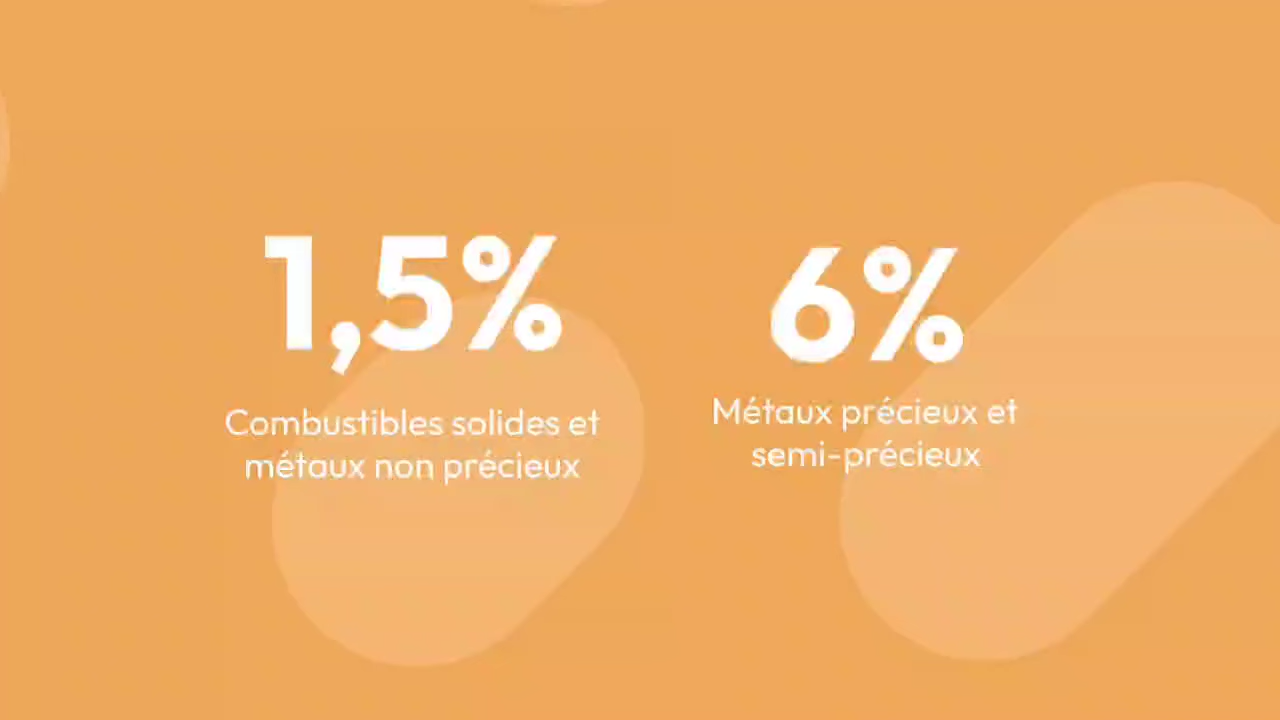 1,5%
Combustibles solides et
métaux non précieux
6%
Métaux précieux et
semi-précieux